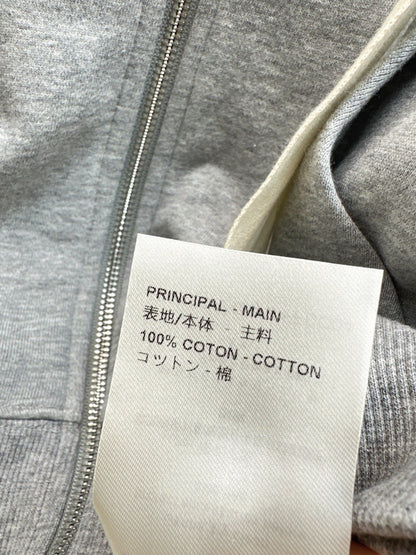 PRINCIPAL - MAIN
表地/本体 - 主料
100% COTON - COTTON
コットン - 棉